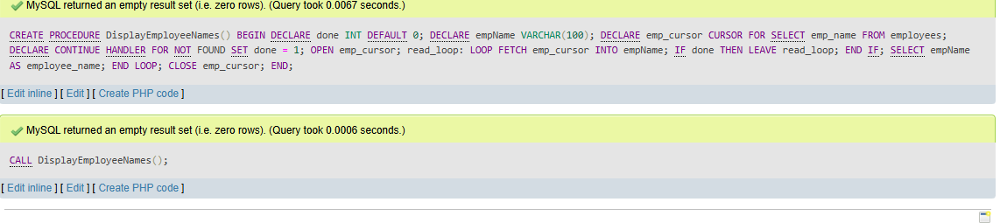 MySQL returned an empty result set (i.e. zero rows). (Query took 0.0067 seconds.)
CREATE PROCEDURE DisplayEmployeeNames() BEGIN DECLARE done INT DEFAULT 0; DECLARE empName VARCHAR(100); DECLARE emp_cursor CURSOR FOR SELECT emp_name FROM employees;
DECLARE CONTINUE HANDLER FOR NOT FOUND SET done = 1; OPEN emp_cursor; read_loop: LOOP FETCH emp_cursor INTO empName; IF done THEN LEAVE read_loop; END IF; SELECT empName
AS employee_name; END LOOP; CLOSE emp_cursor; END;
[ Edit inline ] [ Edit ] [ Create PHP code ]
MySQL returned an empty result set (i.e. zero rows). (Query took 0.0006 seconds.)
CALL DisplayEmployeeNames();
[ Edit inline ] [ Edit ] [ Create PHP code ]